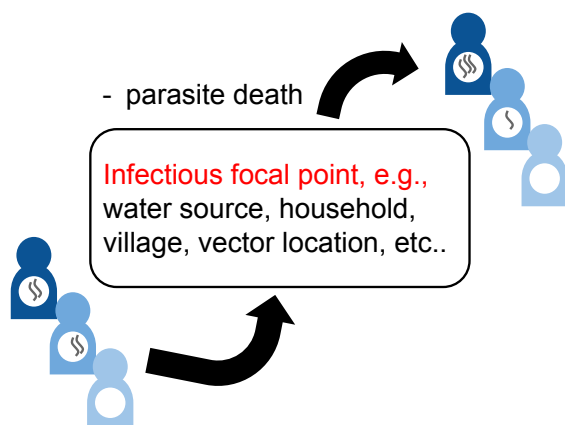 - parasite death
Infectious focal point, e.g.,
water source, household,
village, vector location, etc..